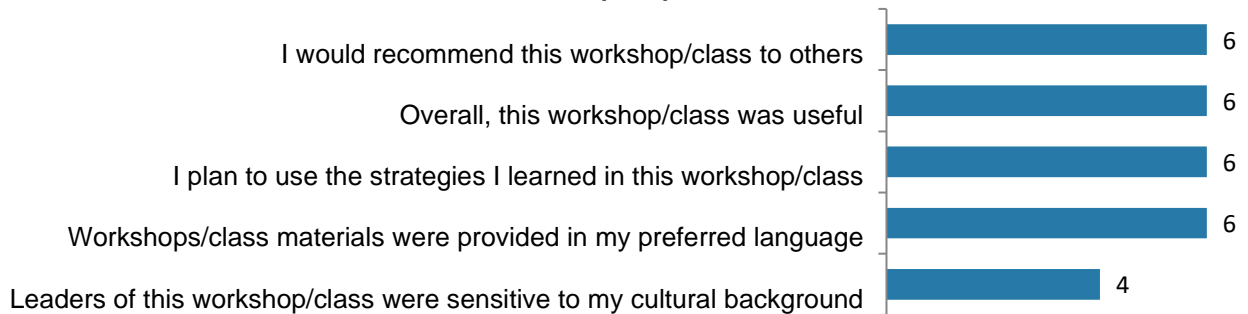 I would recommend this workshop/class to others 6
Overall, this workshop/class was useful 6
I plan to use the strategies I learned in this workshop/class 6
Workshops/class materials were provided in my preferred language 6
Leaders of this workshop/class were sensitive to my cultural background 4